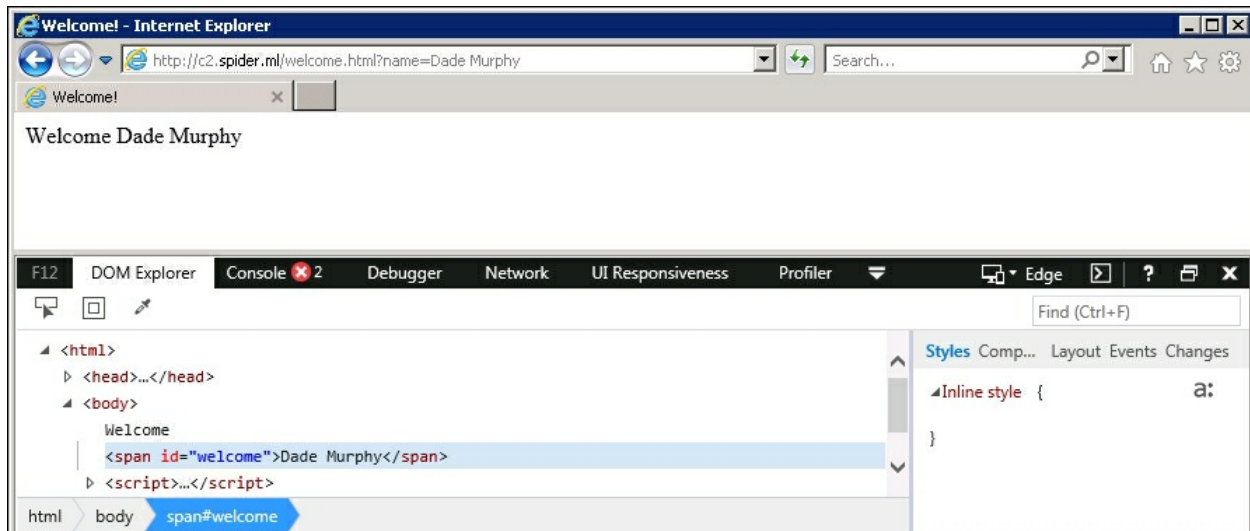 Welcome! - Internet Explorer
http://c2.spider.ml/welcome.html?name=Dade Murphy
Search...
Welcome!
Welcome Dade Murphy
F12 DOM Explorer Console 2 Debugger Network UI Responsiveness Profiler Edge ?
Find (Ctrl+F)
Styles Comp... Layout Events Changes
<html>
<head>…</head>
<body>
Welcome
<span id="welcome">Dade Murphy</span>
<script>…</script>
Inline style {
a:
}
html body span#welcome